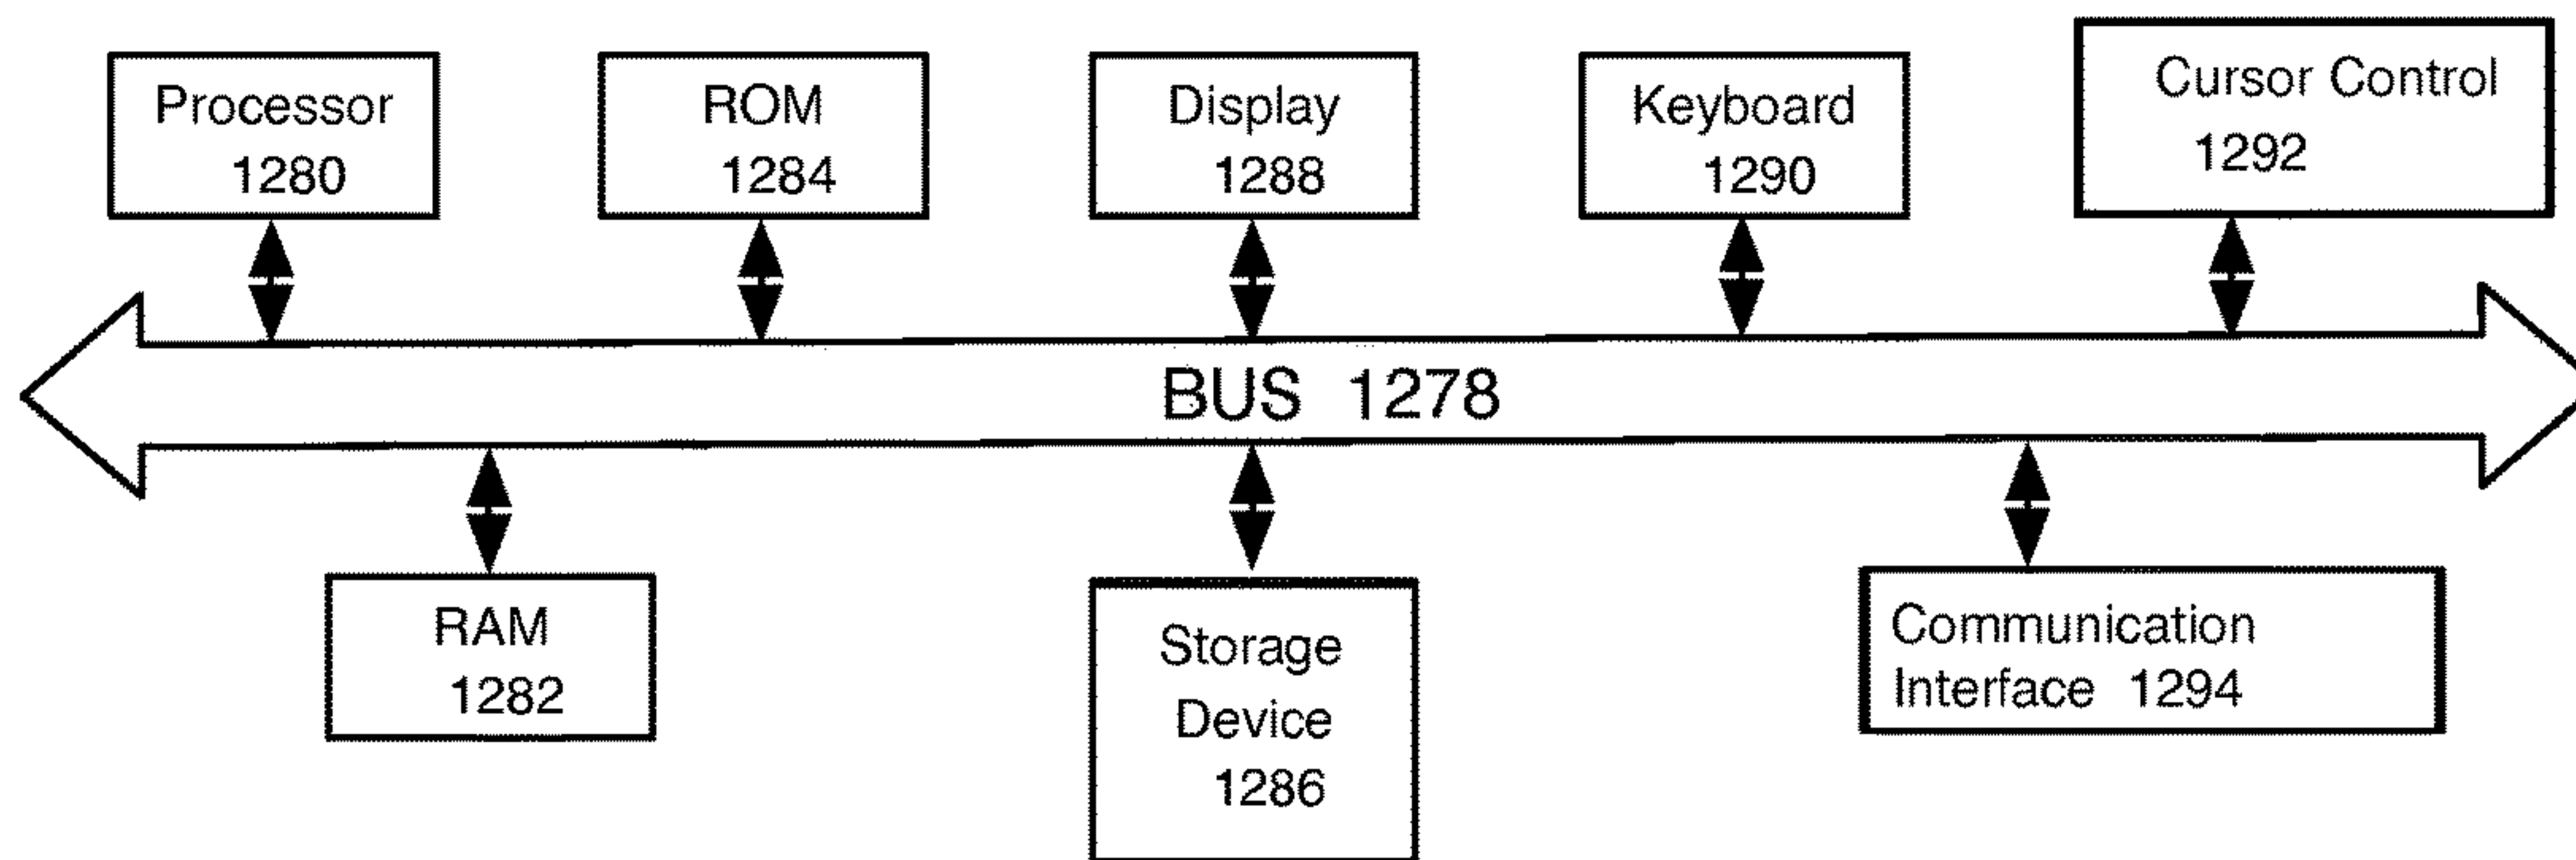 Processor
1280
ROM
1284
Display
1288
Keyboard
1290
Cursor Control
1292
BUS 1278
RAM
1282
Storage
Device
1286
Communication
Interface 1294